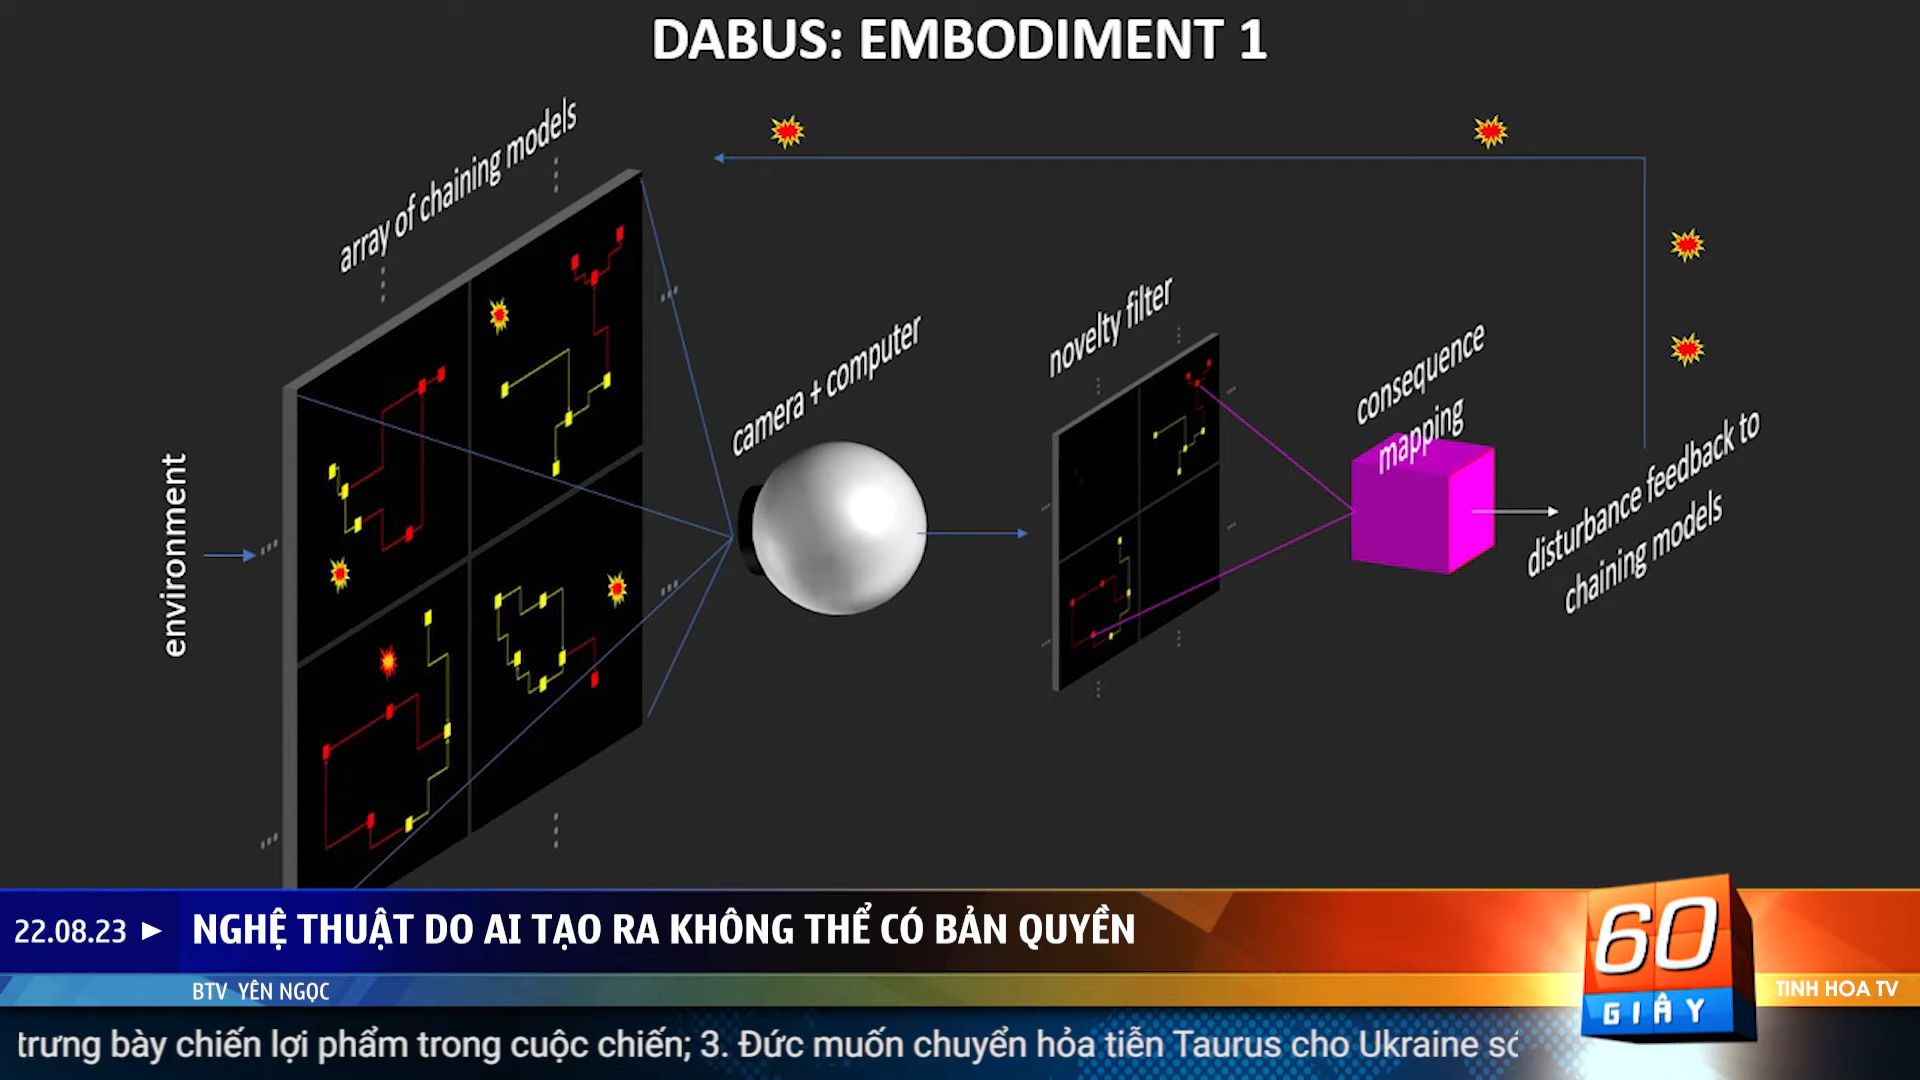 DABUS: EMBODIMENT 1
array of chaining models
camera + computer
novelty filter
consequence
mapping
environment
disturbance feedback to
chaining models
22.08.23
NGHỆ THUẬT DO AI TẠO RA KHÔNG THỂ CÓ BẢN QUYỀN
BTV YÊN NGỌC
60
GIÂY
TINH HOA TV
trưng bày chiến lợi phẩm trong cuộc chiến; 3. Đức muốn chuyển hỏa tiễn Taurus cho Ukraine